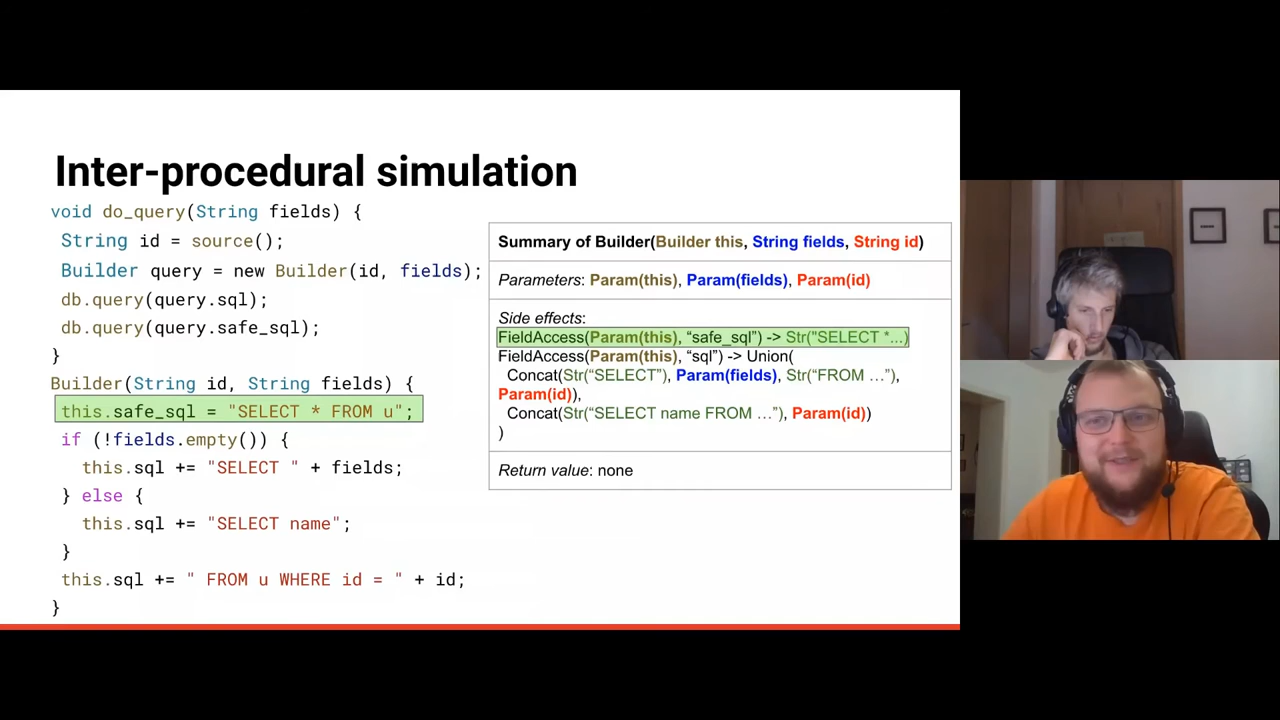 Inter-procedural simulation
void do_query(String fields) {
String id = source();
Builder query = new Builder(id, fields);
db.query(query.sql);
db.query(query.safe_sql);
}
Builder(String id, String fields) {
this.safe_sql = "SELECT * FROM u";
if (!fields.empty()) {
this.sql += "SELECT " + fields;
} else {
this.sql += "SELECT name";
}
this.sql += " FROM u WHERE id = " + id;
}
Summary of Builder(Builder this, String fields, String id)
Parameters: Param(this), Param(fields), Param(id)
Side effects:
FieldAccess(Param(this), “safe_sql”) -> Str("SELECT *...)
FieldAccess(Param(this), “sql”) -> Union(
Concat(Str(“SELECT”), Param(fields), Str(“FROM …”),
Param(id)),
Concat(Str(“SELECT name FROM …”), Param(id))
)
Return value: none